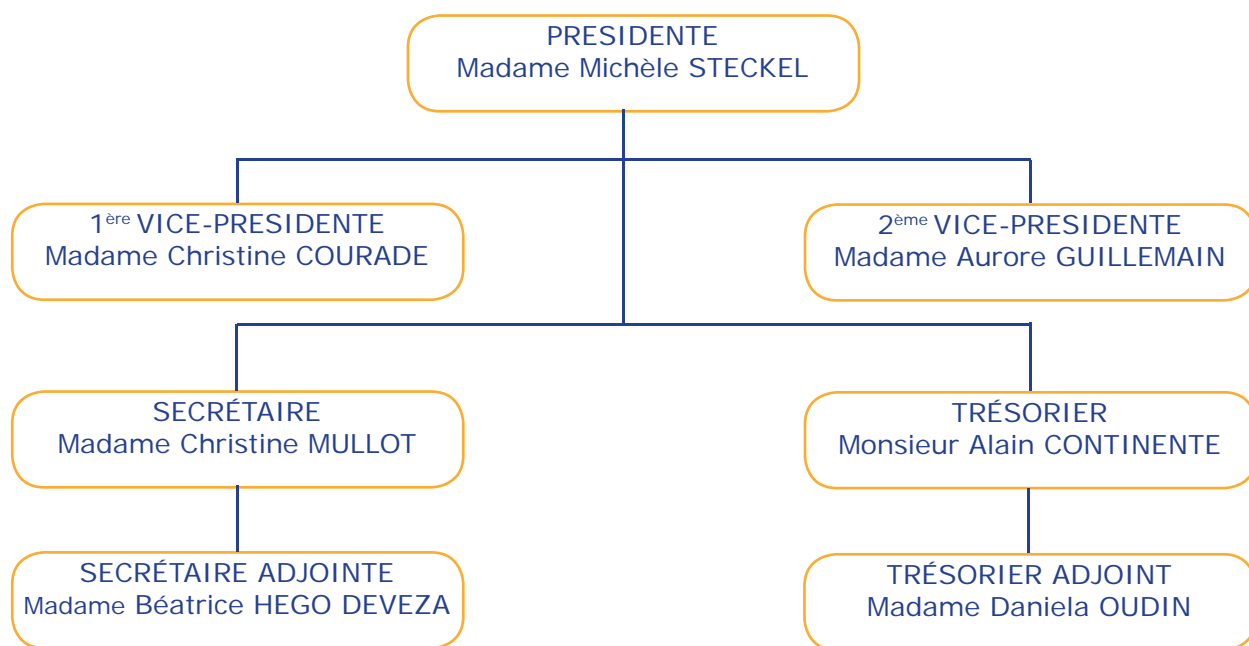 PRESIDENTE
Madame Michèle STECKEL
1ère VICE-PRESIDENTE
Madame Christine COURADE
2ème VICE-PRESIDENTE
Madame Aurore GUILLEMAIN
SECRÉTAIRE
Madame Christine MULLOT
TRÉSORIER
Monsieur Alain CONTINENTE
SECRÉTAIRE ADJOINTE
Madame Béatrice HEGO DEVEZA
TRÉSORIER ADJOINT
Madame Daniela OUDIN